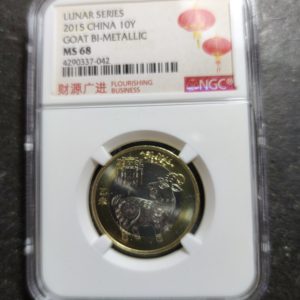 LUNAR SERIES
2015 CHINA 10Y
GOAT BI-METALLIC
MS 68
4290337-042
财源广进 FLOURISHING BUSINESS
NGC